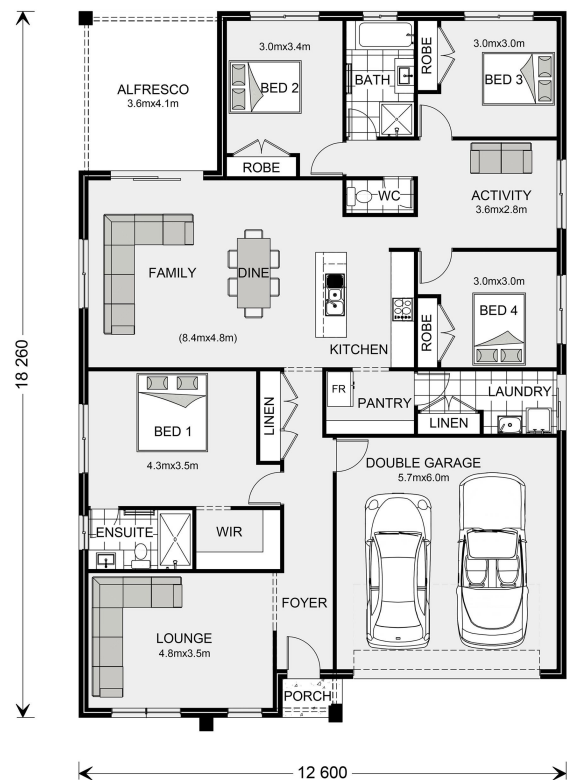 ALFRESCO
3.6mx4.1m
3.0mx3.4m
BED 2
ROBE
BATH
ROBE
3.0mx3.0m
BED 3
WC
ACTIVITY
3.6mx2.8m
FAMILY
DINE
(8.4mx4.8m)
KITCHEN
3.0mx3.0m
BED 4
ROBE
18 260
BED 1
4.3mx3.5m
LINEN
FR
PANTRY
LAUNDRY
LINEN
DOUBLE GARAGE
5.7mx6.0m
ENSUITE
WIR
FOYER
LOUNGE
4.8mx3.5m
PORCH
12 600